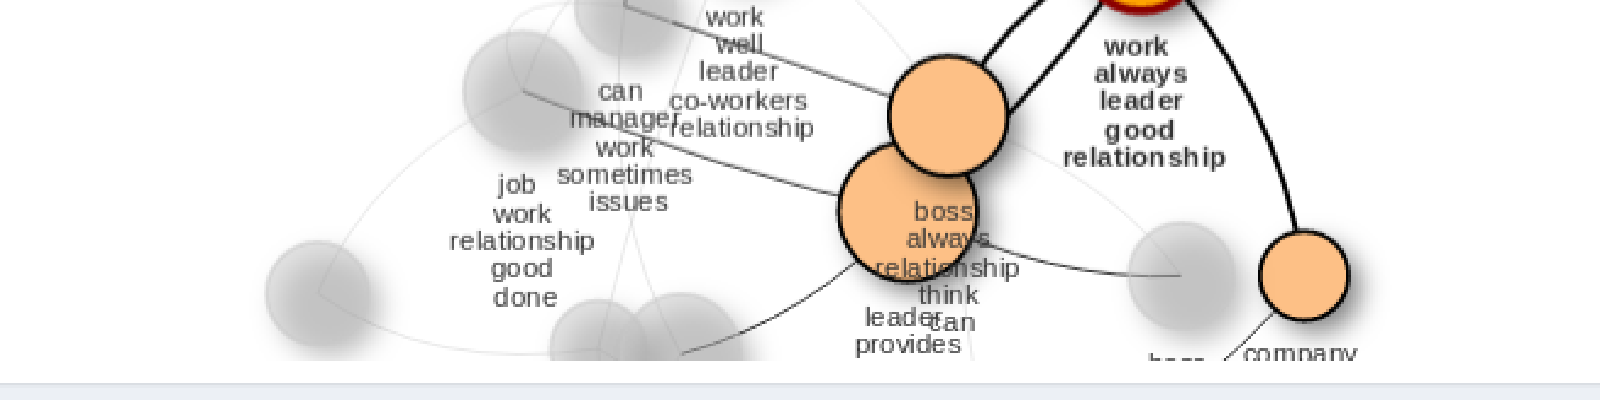 work
well
leader
co-workers
relationship
can
manager
work
sometimes
issues
job
work
relationship
good
done
work
always
leader
good
relationship
boss
always
relationship
think
can
leader
provides
company